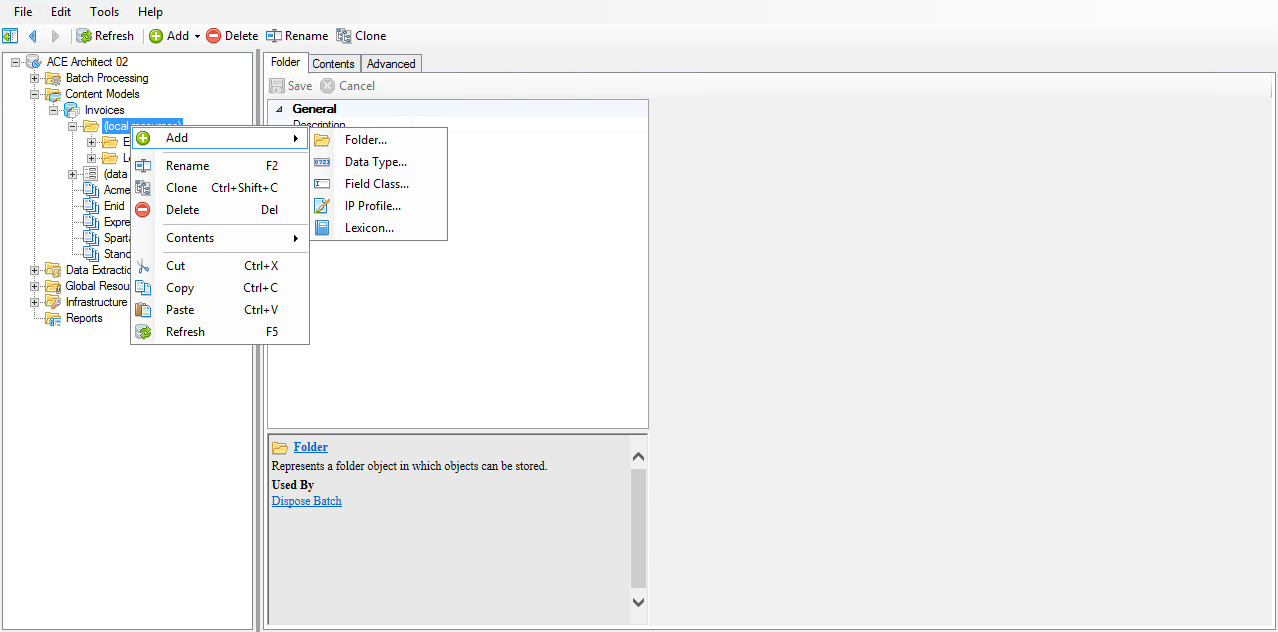 File Edit Tools Help
Refresh Add Delete Rename Clone
ACE Architect 02
Batch Processing
Content Models
Invoices
(local resources)
(data
Acme
Enid
Expre
Sparta
Stand
Data Extractio
Global Resou
Infrastructure
Reports
Add
Rename F2
Clone Ctrl+Shift+C
Delete Del
Contents
Cut Ctrl+X
Copy Ctrl+C
Paste Ctrl+V
Refresh F5
Folder...
Data Type...
Field Class...
IP Profile...
Lexicon...
Folder Contents Advanced
Save Cancel
General
Description
Folder
Represents a folder object in which objects can be stored.
Used By
Dispose Batch